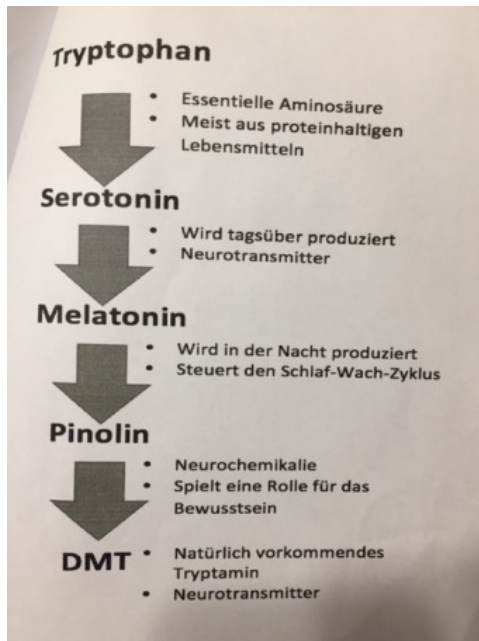 Tryptophan
• Essentielle Aminosäure
• Meist aus proteinhaltigen
Lebensmitteln
Serotonin
• Wird tagsüber produziert
• Neurotransmitter
Melatonin
• Wird in der Nacht produziert
• Steuert den Schlaf-Wach-Zyklus
Pinolin
• Neurochemikalie
• Spielt eine Rolle für das
Bewusstsein
DMT
• Natürlich vorkommendes
Tryptamin
• Neurotransmitter